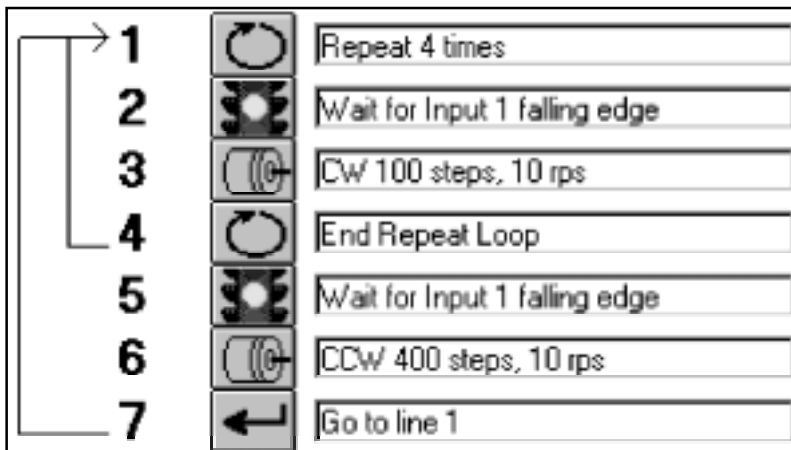 1 Repeat 4 times
2 Wait for Input 1 falling edge
3 CW 100 steps, 10 rps
4 End Repeat Loop
5 Wait for Input 1 falling edge
6 CCW 400 steps, 10 rps
7 Go to line 1